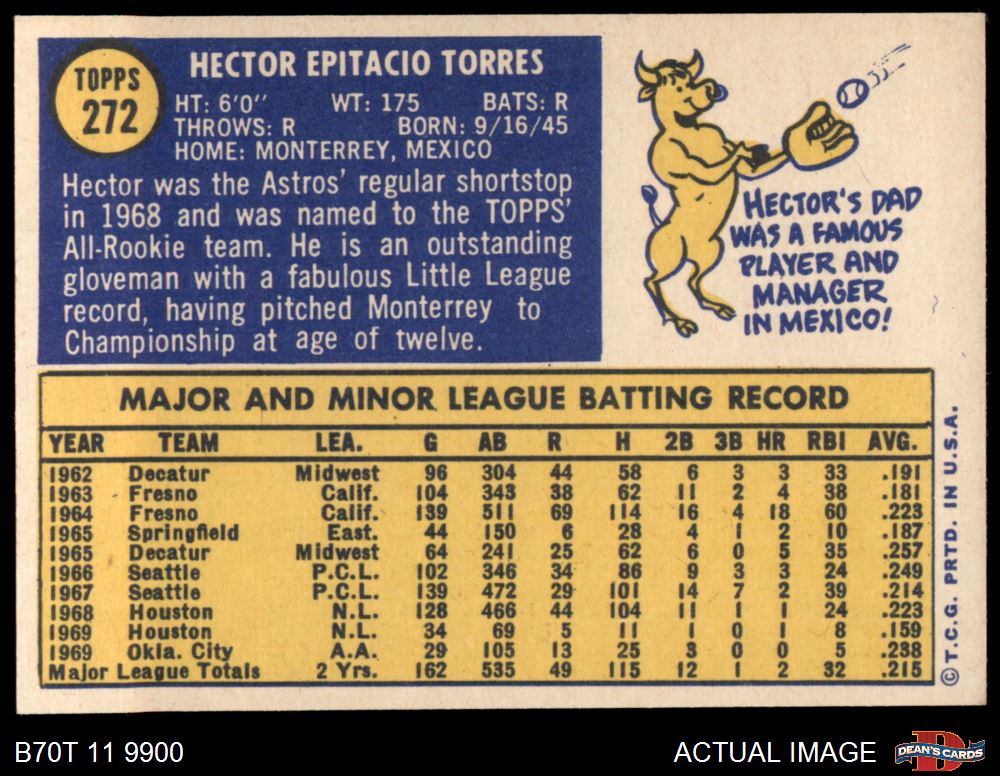 TOPPS
272
HECTOR EPITACIO TORRES
HT: 6'0" WT: 175 BATS: R
THROWS: R BORN: 9/16/45
HOME: MONTERREY, MEXICO
Hector was the Astros' regular shortstop
in 1968 and was named to the TOPPS'
All-Rookie team. He is an outstanding
gloveman with a fabulous Little League
record, having pitched Monterrey to
Championship at age of twelve.
HECTOR'S DAD
WAS A FAMOUS
PLAYER AND
MANAGER
IN MEXICO!
MAJOR AND MINOR LEAGUE BATTING RECORD
YEAR TEAM LEA. G AB R H 2B 3B HR RBI AVG.
1962 Decatur Midwest 96 304 44 58 6 3 3 33 .191
1963 Fresno Calif. 104 343 38 62 11 2 4 38 .181
1964 Fresno Calif. 139 511 69 114 16 4 18 60 .223
1965 Springfield East. 44 150 6 28 4 1 2 10 .187
1965 Decatur Midwest 64 241 25 62 6 0 5 35 .257
1966 Seattle P.C.L. 102 346 34 86 9 3 3 24 .249
1967 Seattle P.C.L. 139 472 29 101 14 7 2 39 .214
1968 Houston N.L. 128 466 44 104 11 1 1 24 .223
1969 Houston N.L. 34 69 5 11 1 0 1 8 .159
1969 Okla. City A.A. 29 105 13 25 3 0 0 5 .238
Major League Totals 2 Yrs. 162 535 49 115 12 1 2 32 .215
© T.C.G. PRTD. IN U.S.A.
B70T 11 9900
ACTUAL IMAGE
D
DEAN'S CARDS